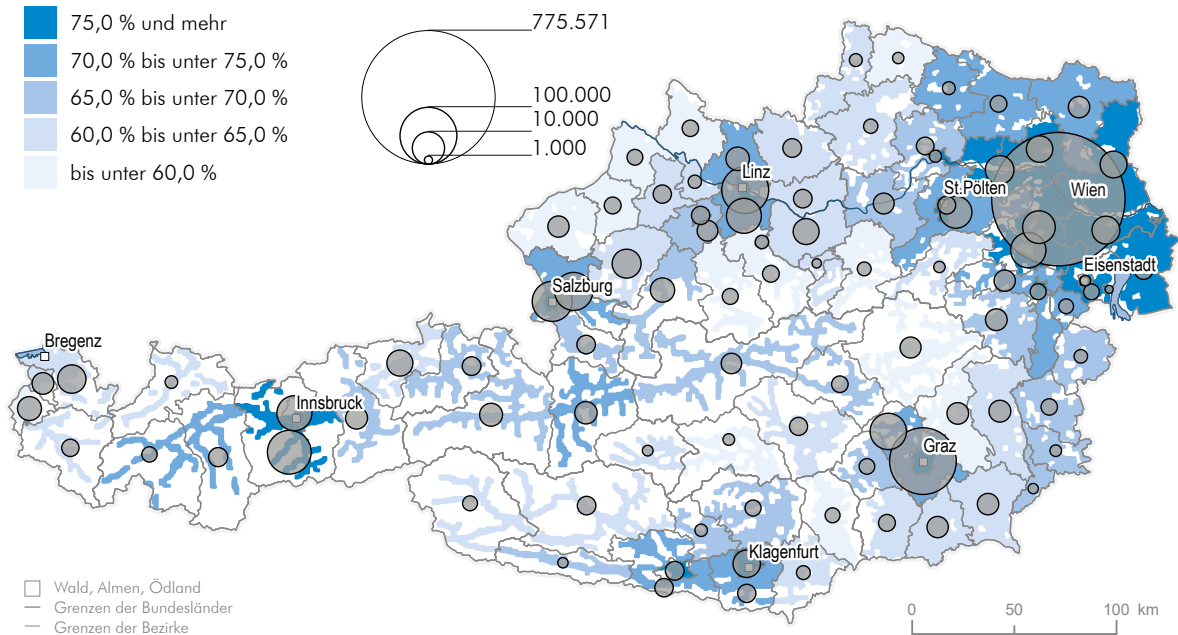 75,0 % und mehr
70,0 % bis unter 75,0 %
65,0 % bis unter 70,0 %
60,0 % bis unter 65,0 %
bis unter 60,0 %
775.571
100.000
10.000
1.000
Linz
St.Pölten
Wien
Eisenstadt
Salzburg
Bregenz
Innsbruck
Graz
Klagenfurt
Wald, Almen, Ödland
Grenzen der Bundesländer
Grenzen der Bezirke
0 50 100 km